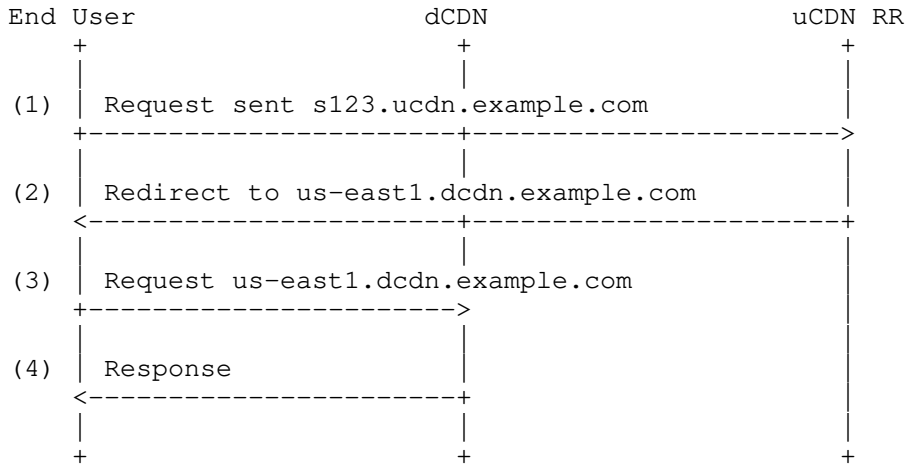 End User dCDN uCDN RR
(1) Request sent s123.ucdn.example.com
(2) Redirect to us-east1.dcdn.example.com
(3) Request us-east1.dcdn.example.com
(4) Response